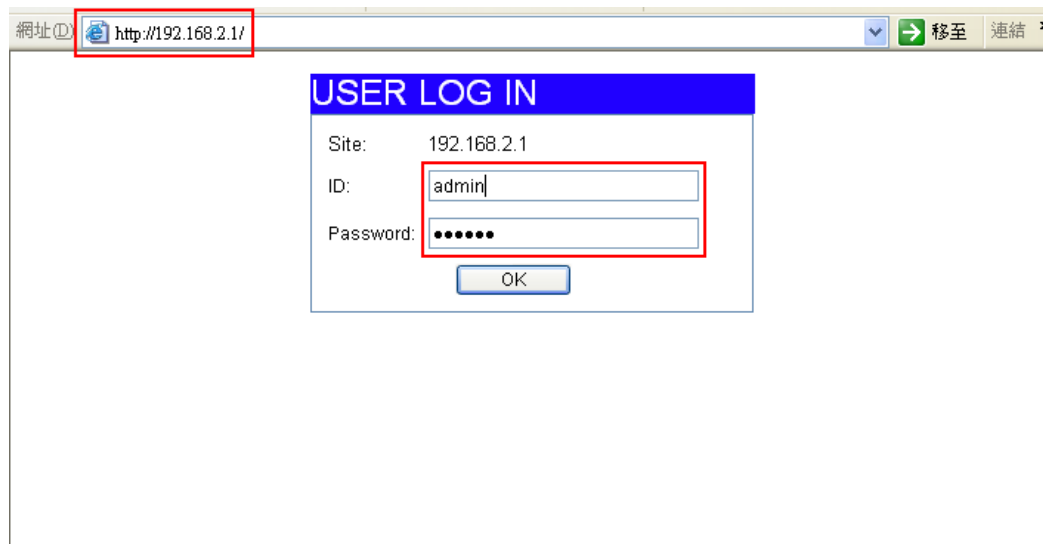 網址(D) http://192.168.2.1/ 移至 連結
USER LOG IN
Site: 192.168.2.1
ID: admin
Password: ●●●●●●
OK